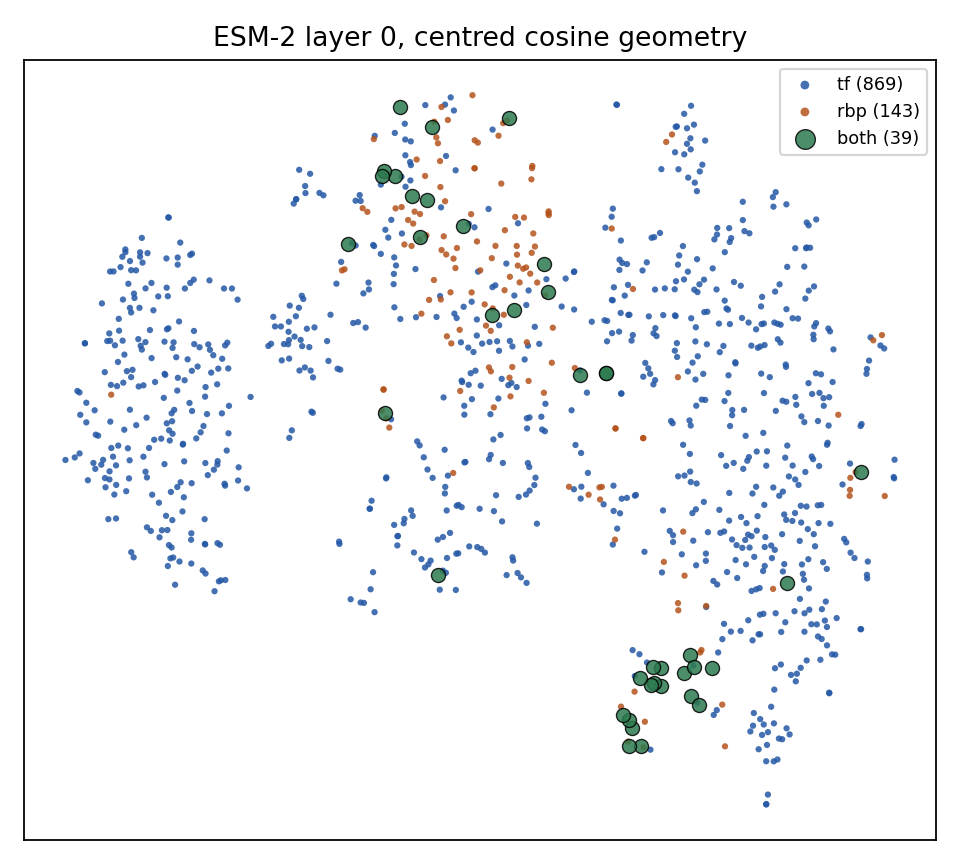 ESM-2 layer 0, centred cosine geometry
tf (869)
rbp (143)
both (39)